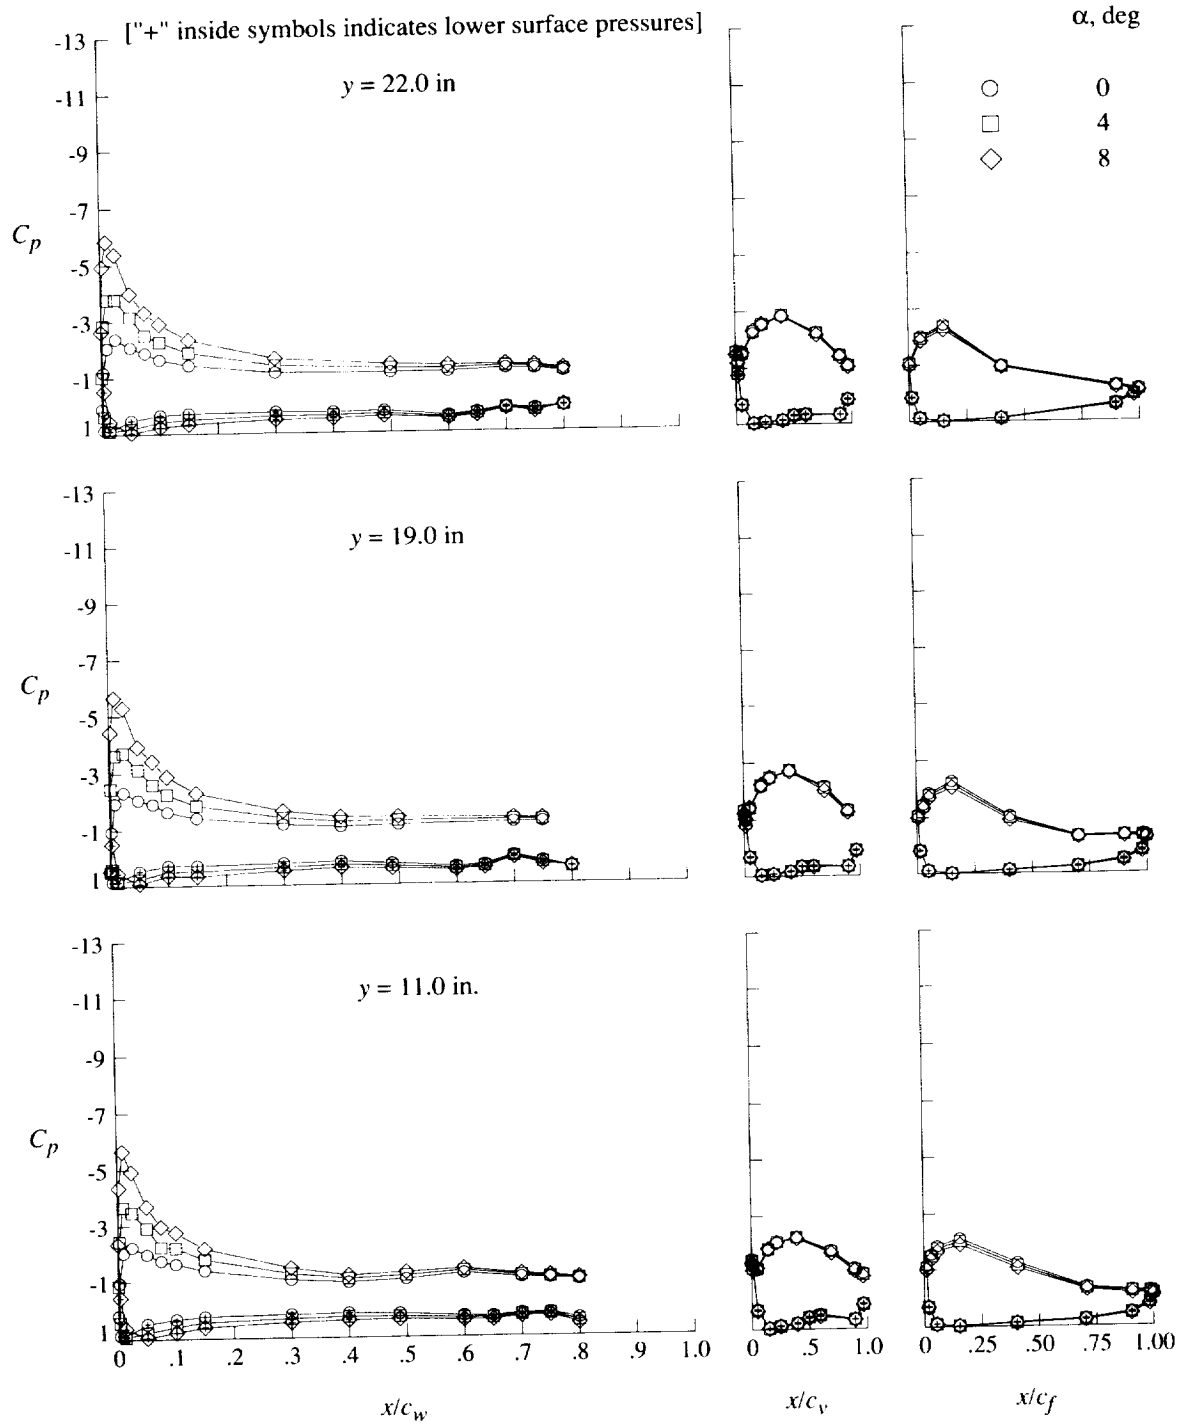 ["+" inside symbols indicates lower surface pressures]
α, deg
0
4
8
y = 22.0 in
-13
-11
-9
-7
-5
-3
-1
1
Cp
y = 19.0 in
-13
-11
-9
-7
-5
-3
-1
1
Cp
y = 11.0 in.
-13
-11
-9
-7
-5
-3
-1
1
Cp
0 .1 .2 .3 .4 .5 .6 .7 .8 .9 1.0
x/cw
0 1.0
x/cv
0 .25 .50 .75 1.00
x/cf